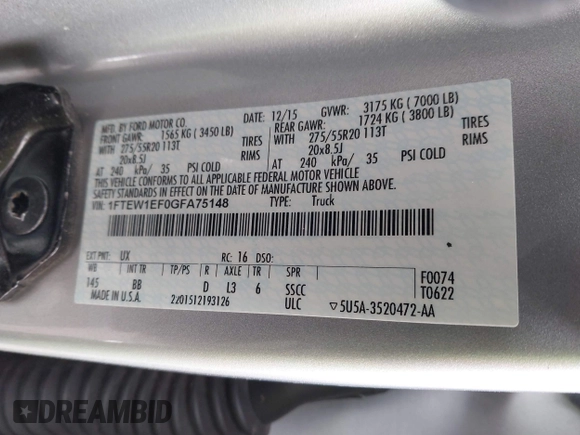 MFD. BY FORD MOTOR CO.
DATE: 12/15 GVWR: 3175 KG ( 7000 LB)
FRONT GAWR: 1565 KG ( 3450 LB) REAR GAWR: 1724 KG ( 3800 LB)
WITH 275/55R20 113T TIRES WITH 275/55R20 113T TIRES
20x8.5J RIMS 20x8.5J RIMS
AT 240 kPa/ 35 PSI COLD AT 240 kPa/ 35 PSI COLD
THIS VEHICLE CONFORMS TO ALL APPLICABLE FEDERAL MOTOR VEHICLE
SAFETY STANDARDS IN EFFECT ON THE DATE OF MANUFACTURE SHOWN ABOVE.
VIN: 1FTEW1EF0GFA75148 TYPE: Truck
EXT PNT: UX RC: 16 DSO:
WB INT TR TP/PS R AXLE TR SPR
145 BB D L3 6 SSCC
F0074
T0622
MADE IN U.S.A. 2J01512193126 ULC ▽5U5A-3520472-AA
DREAMBID